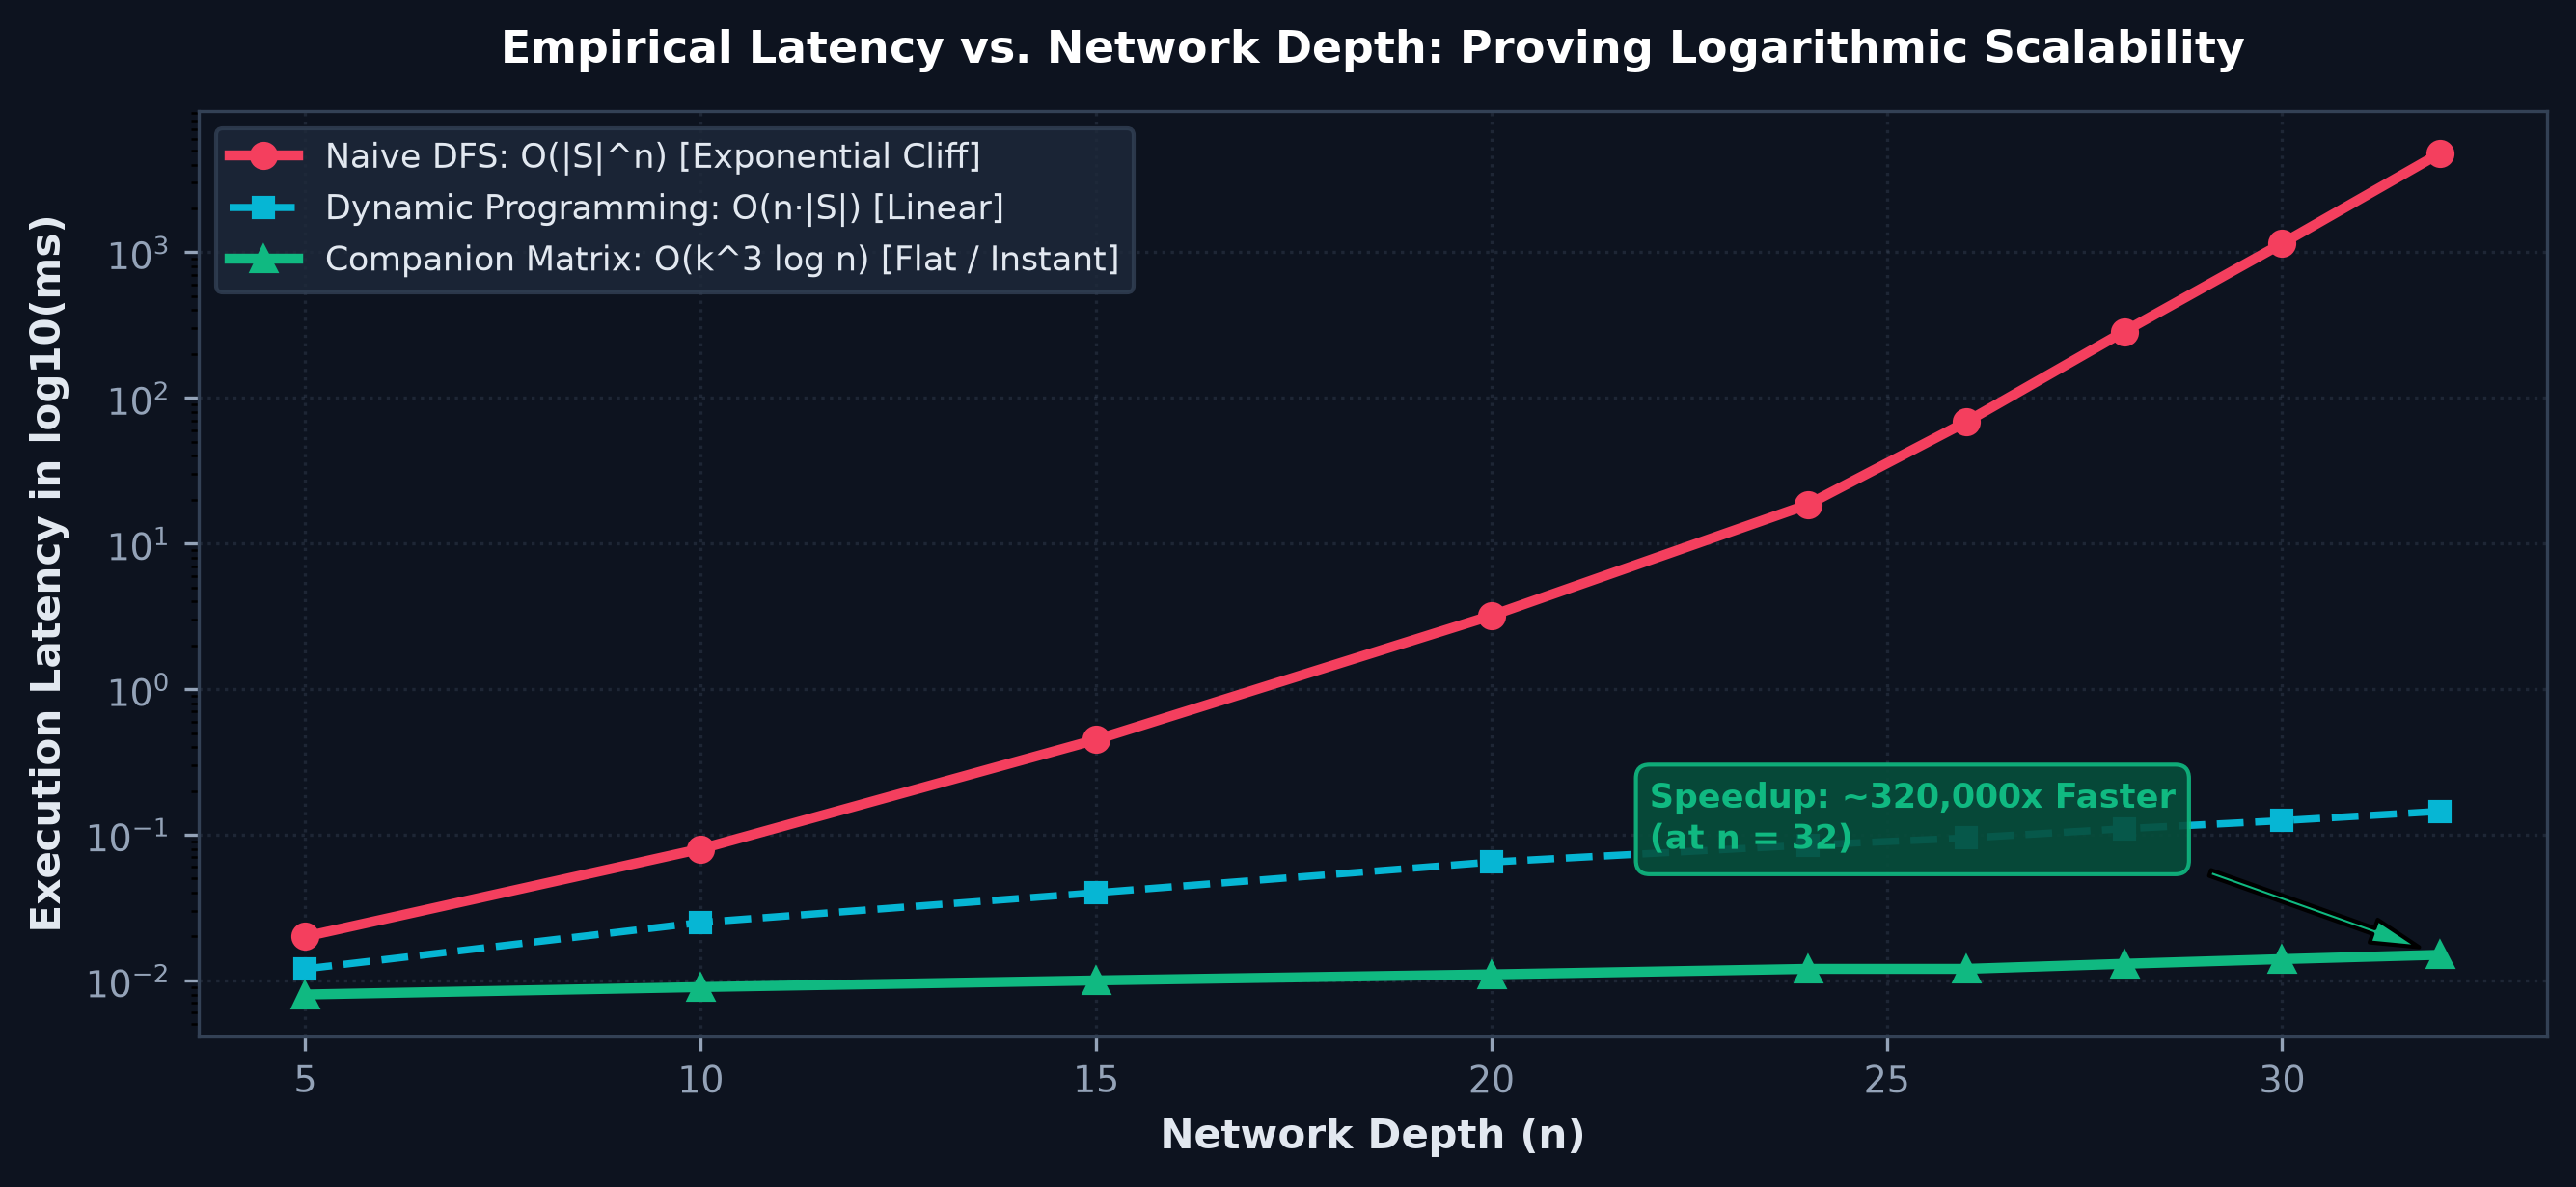 Empirical Latency vs. Network Depth: Proving Logarithmic Scalability
Naive DFS: O(|S|^n) [Exponential Cliff]
Dynamic Programming: O(n·|S|) [Linear]
Companion Matrix: O(k^3 log n) [Flat / Instant]
Execution Latency in log10(ms)
10³
10²
10¹
10⁰
10⁻¹
10⁻²
Speedup: ~320,000x Faster
(at n = 32)
5 10 15 20 25 30
Network Depth (n)